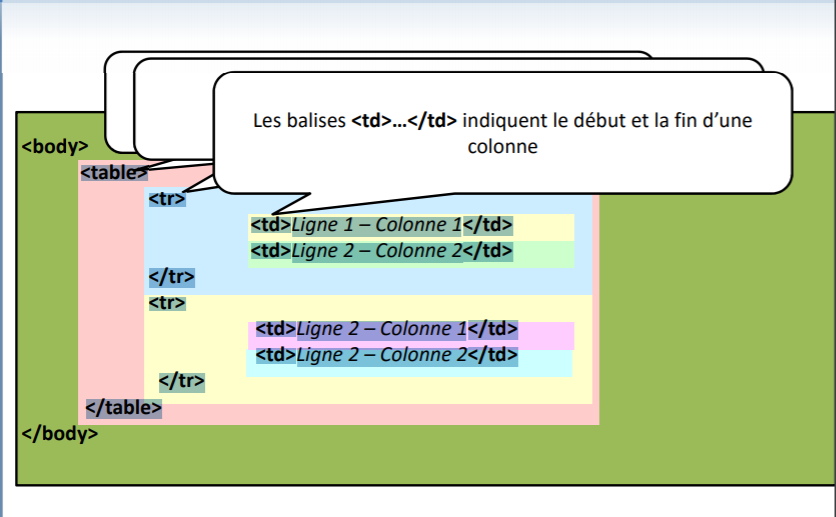 Les balises <td>...</td> indiquent le début et la fin d'une
colonne
<body>
<table>
<tr>
<td>Ligne 1 – Colonne 1</td>
<td>Ligne 2 – Colonne 2</td>
</tr>
<tr>
<td>Ligne 2 – Colonne 1</td>
<td>Ligne 2 – Colonne 2</td>
</tr>
</table>
</body>